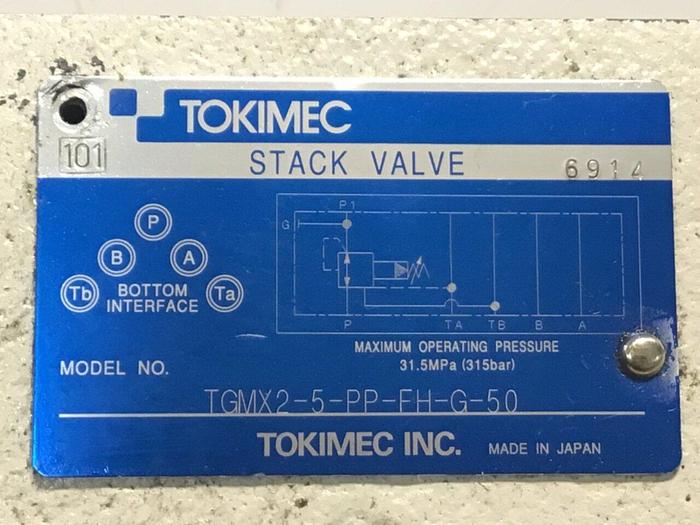 TOKIMEC
101
STACK VALVE 6914
P
B A
Tb BOTTOM INTERFACE Ta
P1
G
P TA TB B A
MAXIMUM OPERATING PRESSURE
31.5MPa (315bar)
MODEL NO.
TGMX2-5-PP-FH-G-50
TOKIMEC INC. MADE IN JAPAN